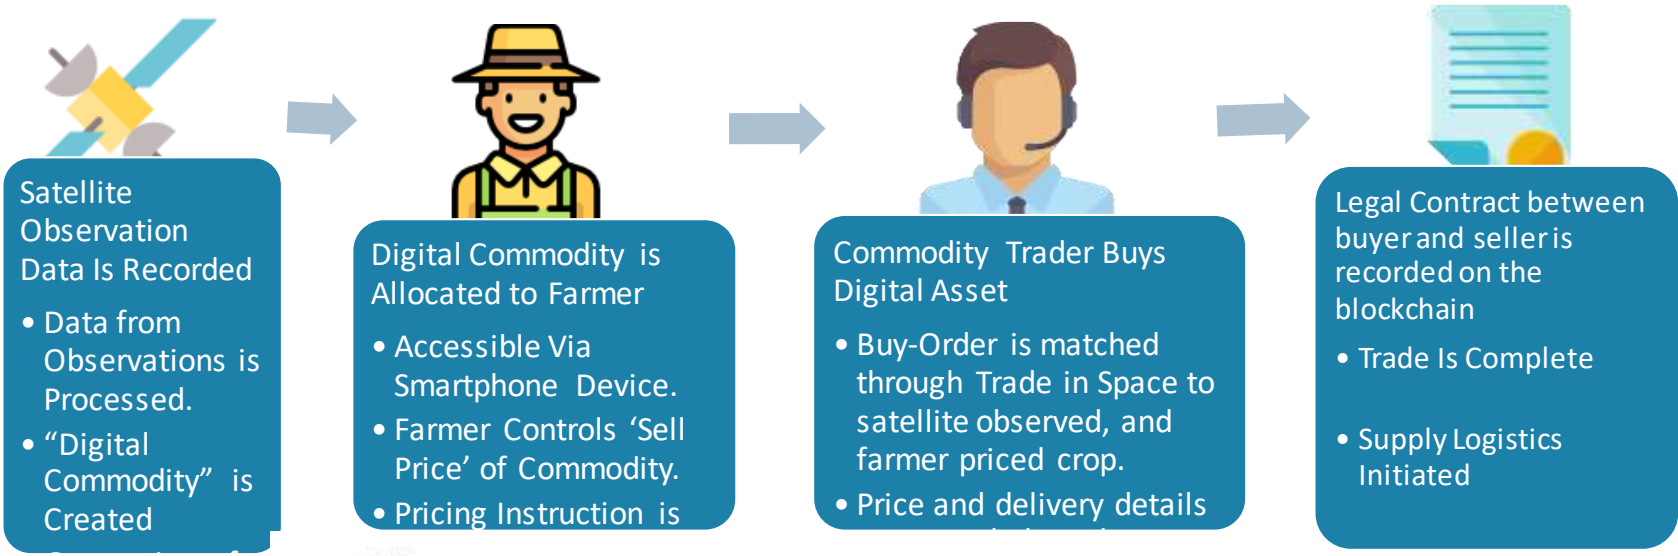 Satellite
Observation
Data Is Recorded
• Data from
Observations is
Processed.
• “Digital
Commodity” is
Created
Digital Commodity is
Allocated to Farmer
• Accessible Via
Smartphone Device.
• Farmer Controls ‘Sell
Price’ of Commodity.
• Pricing Instruction is
Commodity Trader Buys
Digital Asset
• Buy-Order is matched
through Trade in Space to
satellite observed, and
farmer priced crop.
• Price and delivery details
Legal Contract between
buyer and seller is
recorded on the
blockchain
• Trade Is Complete
• Supply Logistics
Initiated